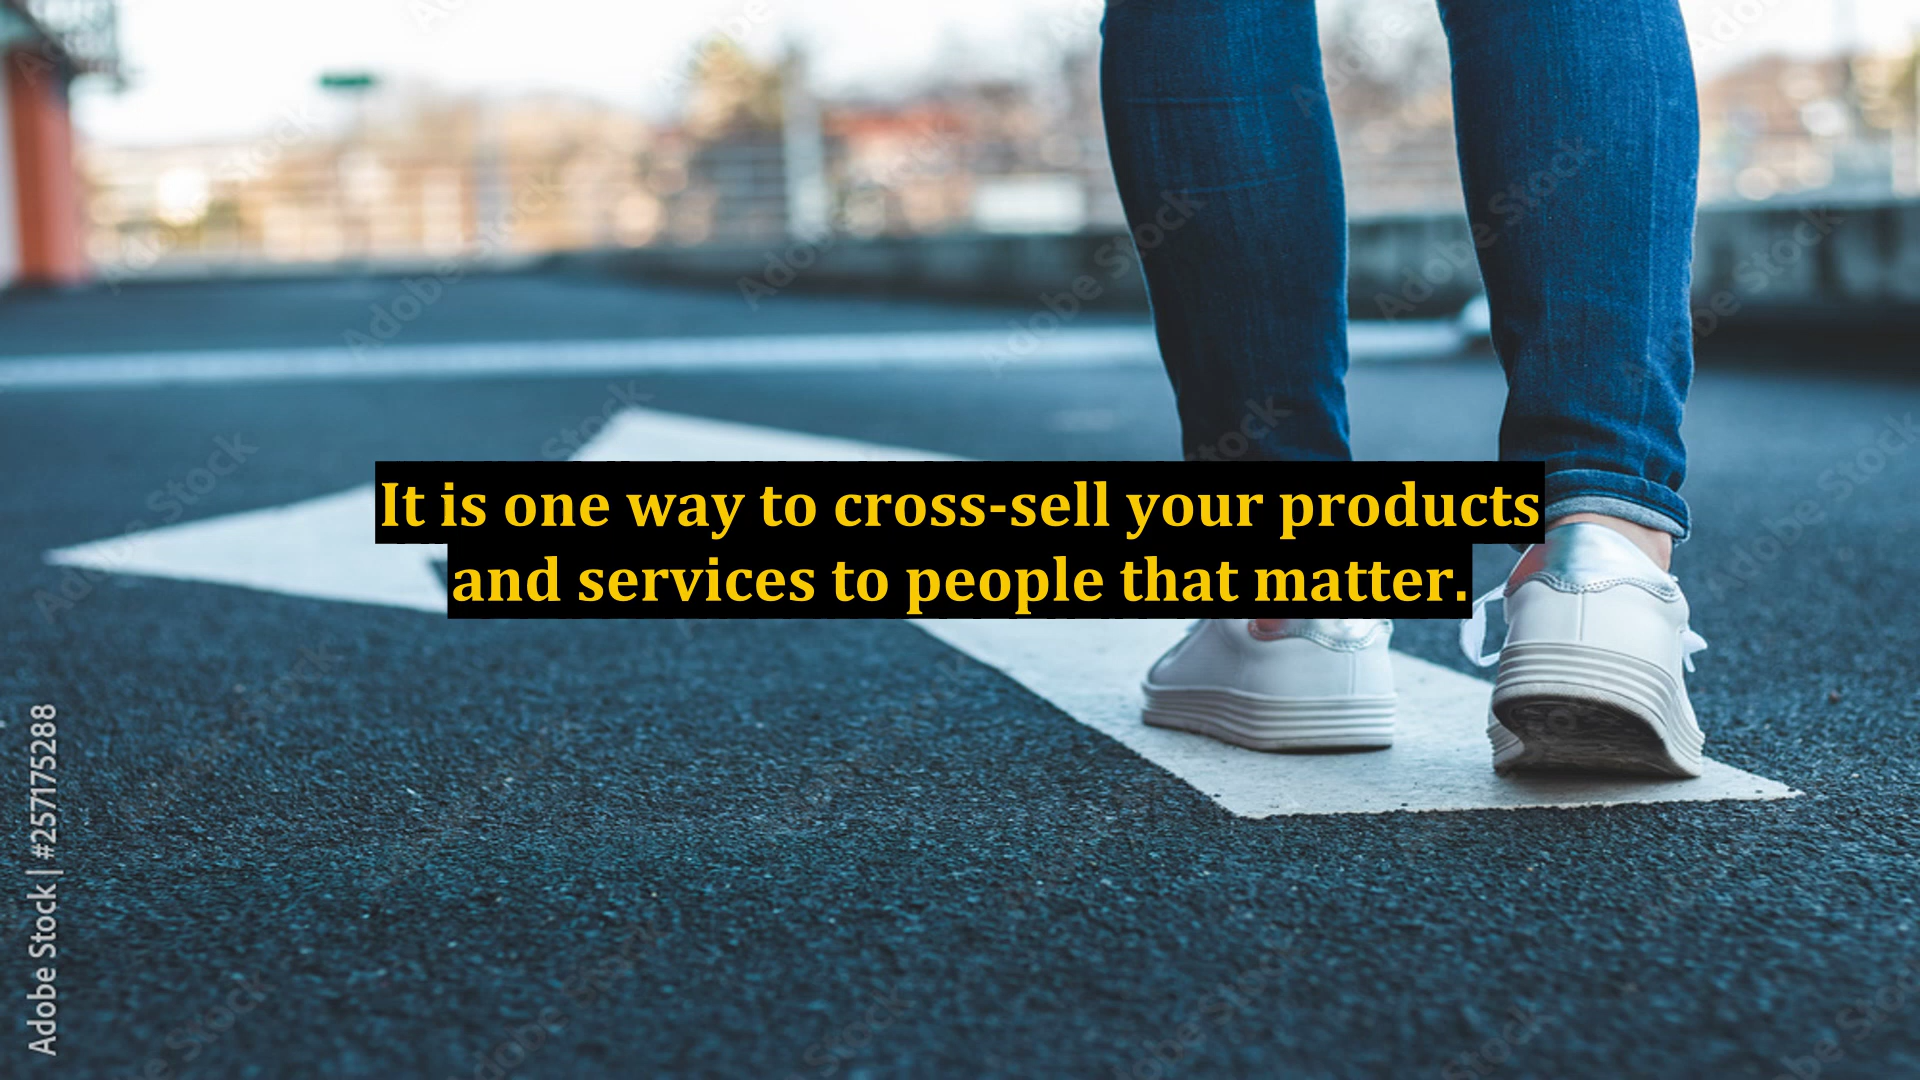 It is one way to cross-sell your products
and services to people that matter.
Adobe Stock | #257175288